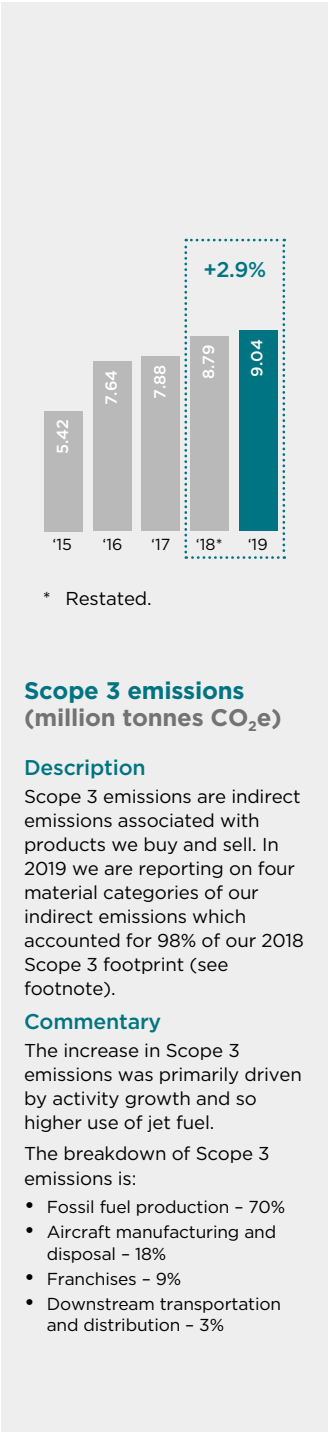 +2.9%
5.42
7.64
7.88
8.79
9.04
‘15 ‘16 ‘17 ‘18* ‘19
* Restated.
Scope 3 emissions
(million tonnes CO₂e)
Description
Scope 3 emissions are indirect
emissions associated with
products we buy and sell. In
2019 we are reporting on four
material categories of our
indirect emissions which
accounted for 98% of our 2018
Scope 3 footprint (see
footnote).
Commentary
The increase in Scope 3
emissions was primarily driven
by activity growth and so
higher use of jet fuel.
The breakdown of Scope 3
emissions is:
• Fossil fuel production – 70%
• Aircraft manufacturing and
disposal – 18%
• Franchises – 9%
• Downstream transportation
and distribution – 3%